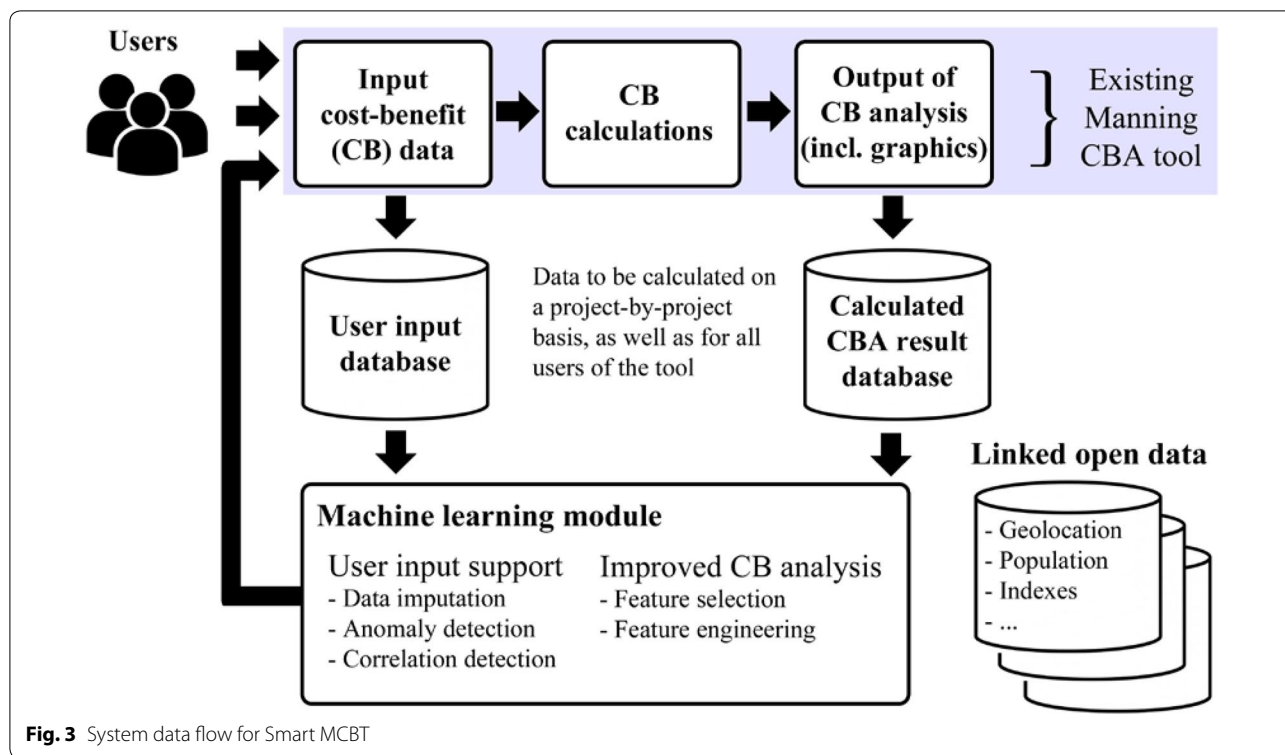 Users
Input
cost-benefit
(CB) data
CB
calculations
Output of
CB analysis
(incl. graphics)
Existing
Manning
CBA tool
User input
database
Data to be calculated on
a project-by-project
basis, as well as for all
users of the tool
Calculated
CBA result
database
Linked open data
- Geolocation
- Population
- Indexes
- ...
Machine learning module
User input support
- Data imputation
- Anomaly detection
- Correlation detection
Improved CB analysis
- Feature selection
- Feature engineering
Fig. 3 System data flow for Smart MCBT